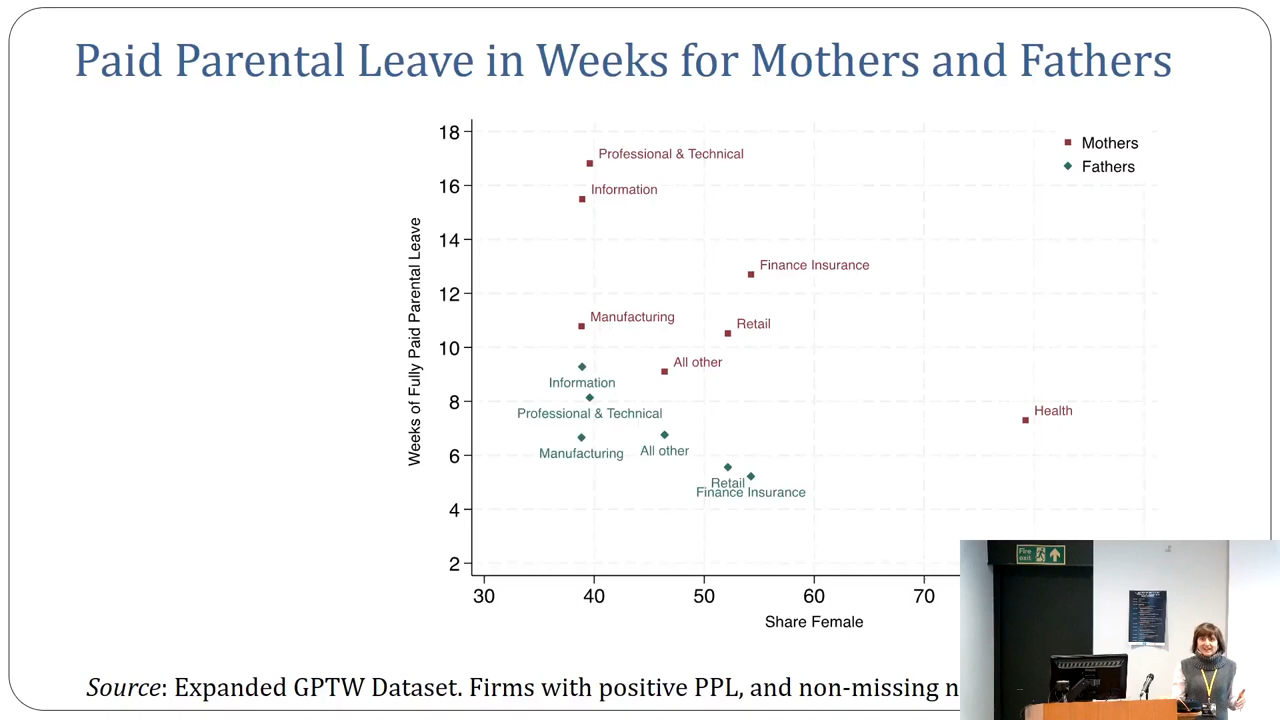 Paid Parental Leave in Weeks for Mothers and Fathers
18
16
14
12
10
8
6
4
2
Weeks of Fully Paid Parental Leave
Professional & Technical
Information
Finance Insurance
Manufacturing
Retail
All other
Health
Information
Professional & Technical
Manufacturing
All other
Retail
Finance Insurance
Mothers
Fathers
30 40 50 60 70
Share Female
Source: Expanded GPTW Dataset. Firms with positive PPL, and non-missing n
Fire
exit